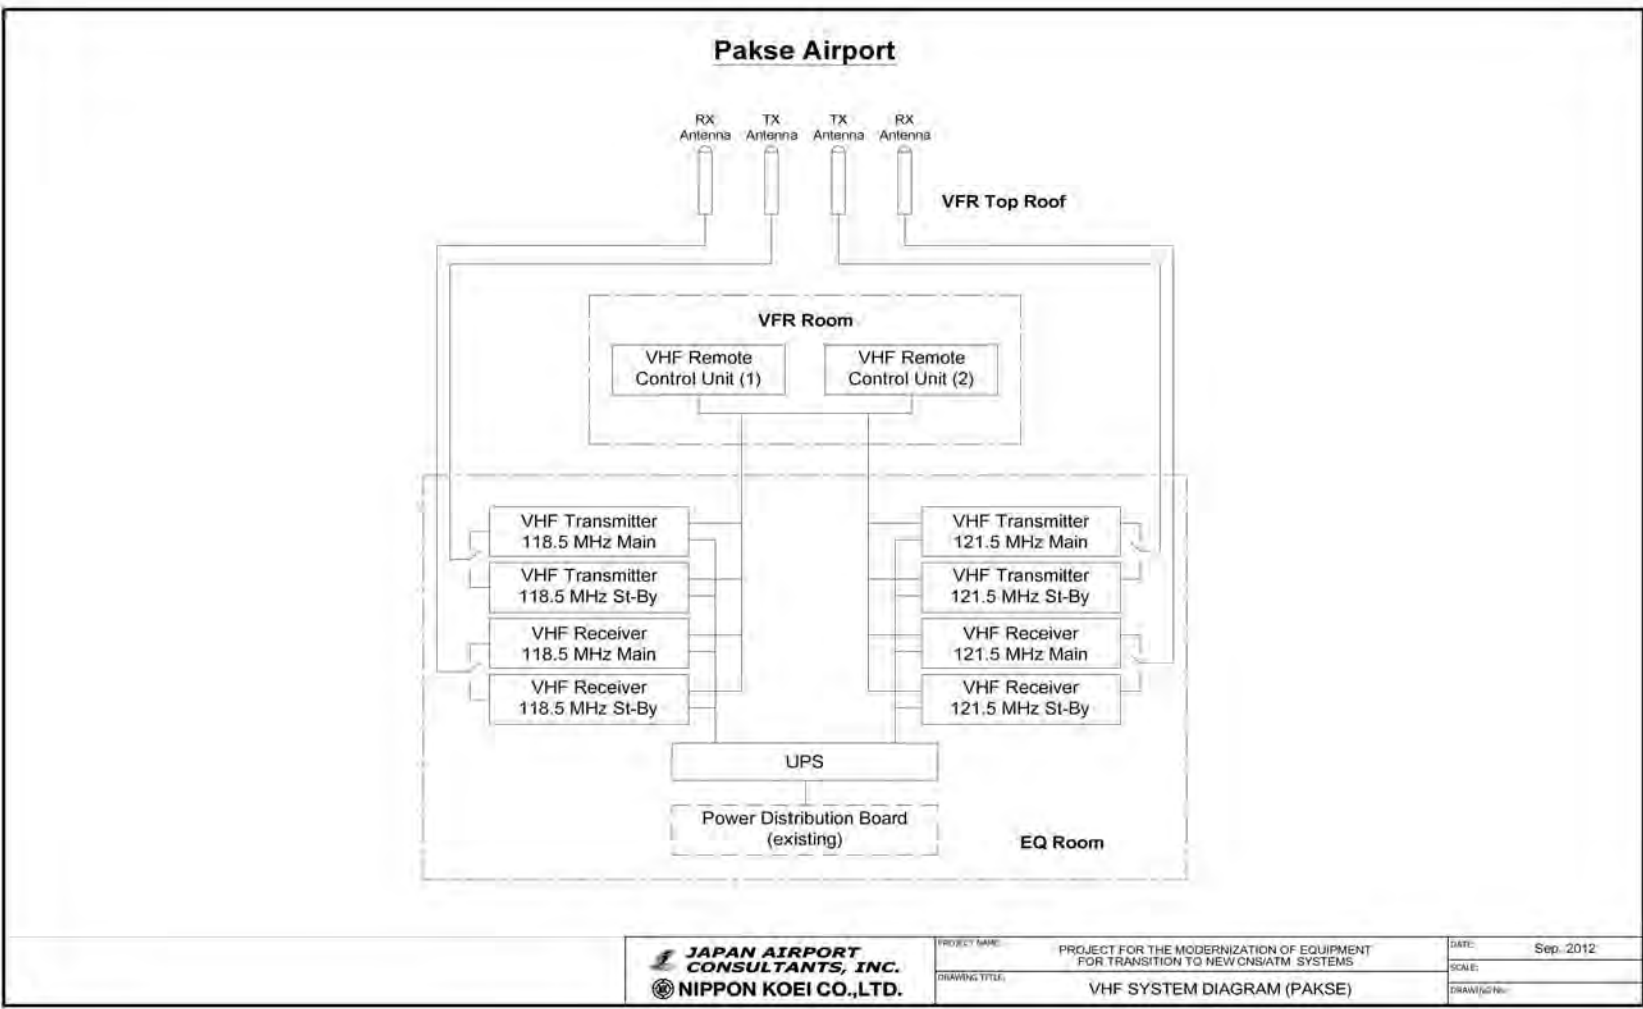 Pakse Airport
RX TX TX RX
Antenna Antenna Antenna Antenna
VFR Top Roof
VFR Room
VHF Remote
Control Unit (1)
VHF Remote
Control Unit (2)
VHF Transmitter
118.5 MHz Main
VHF Transmitter
118.5 MHz St-By
VHF Receiver
118.5 MHz Main
VHF Receiver
118.5 MHz St-By
VHF Transmitter
121.5 MHz Main
VHF Transmitter
121.5 MHz St-By
VHF Receiver
121.5 MHz Main
VHF Receiver
121.5 MHz St-By
UPS
Power Distribution Board
(existing)
EQ Room
JAPAN AIRPORT
CONSULTANTS, INC.
NIPPON KOEI CO.,LTD.
PROJECT NAME:
PROJECT FOR THE MODERNIZATION OF EQUIPMENT
FOR TRANSITION TO NEW CNS/ATM SYSTEMS
DRAWING TITLE:
VHF SYSTEM DIAGRAM (PAKSE)
DATE: Sep. 2012
SCALE:
DRAWING No.